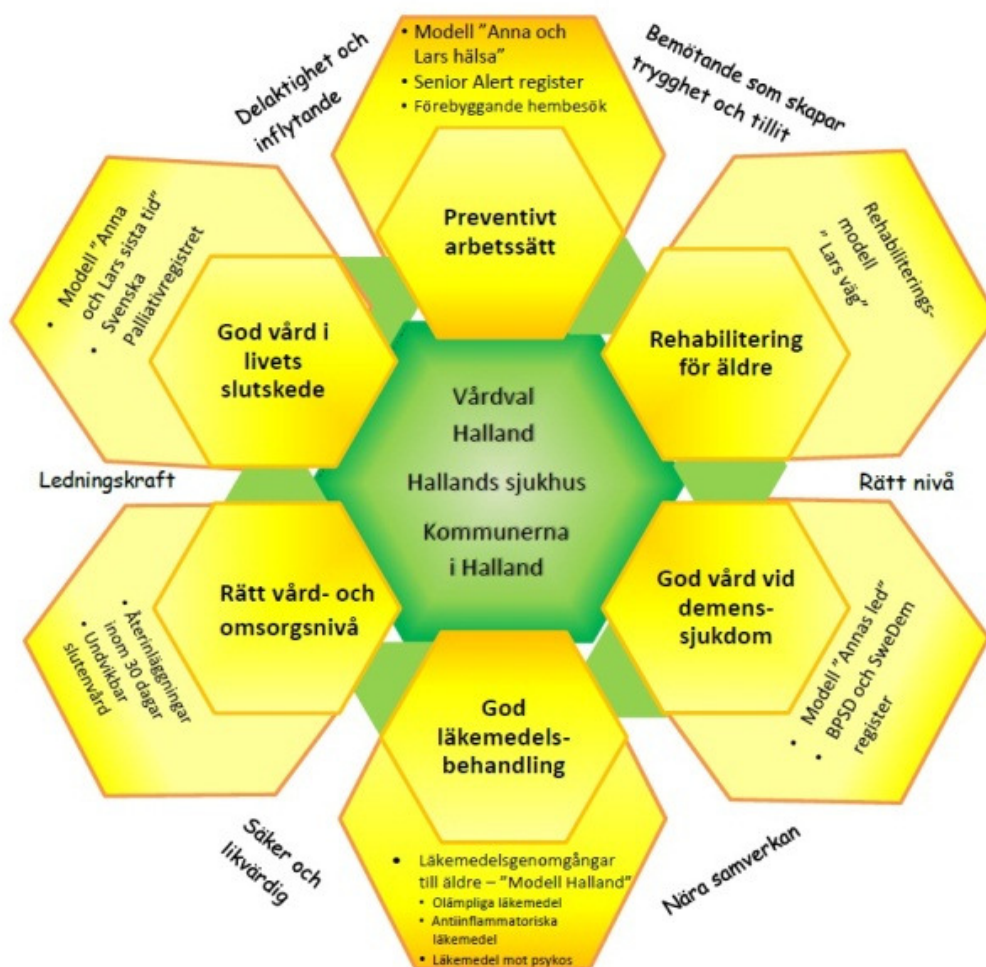 Delaktighet och
inflytande
• Modell ”Anna och
Lars hälsa”
• Senior Alert register
• Förebyggande hembesök
Preventivt
arbetssätt
Bemötande som skapar
trygghet och tillit
Rehabiliterings-
modell
” Lars väg”
Rehabilitering
för äldre
Rätt nivå
God vård vid
demens-
sjukdom
• Modell ”Annas led”
• BPSD och SweDem
register
Nära samverkan
God
läkemedels-
behandling
• Läkemedelsgenomgångar
till äldre – ”Modell Halland”
• Olämpliga läkemedel
• Antiinflammatoriska
läkemedel
• Läkemedel mot psykos
Säker och
likvärdig
Rätt vård- och
omsorgsnivå
• Återinläggningar
inom 30 dagar
• Undvikbar
slutenvård
Ledningskraft
God vård i
livets
slutskede
• Modell ”Anna
och Lars sista tid”
• Svenska
Palliativregistret
Vårdval
Halland
Hallands sjukhus
Kommunerna
i Halland